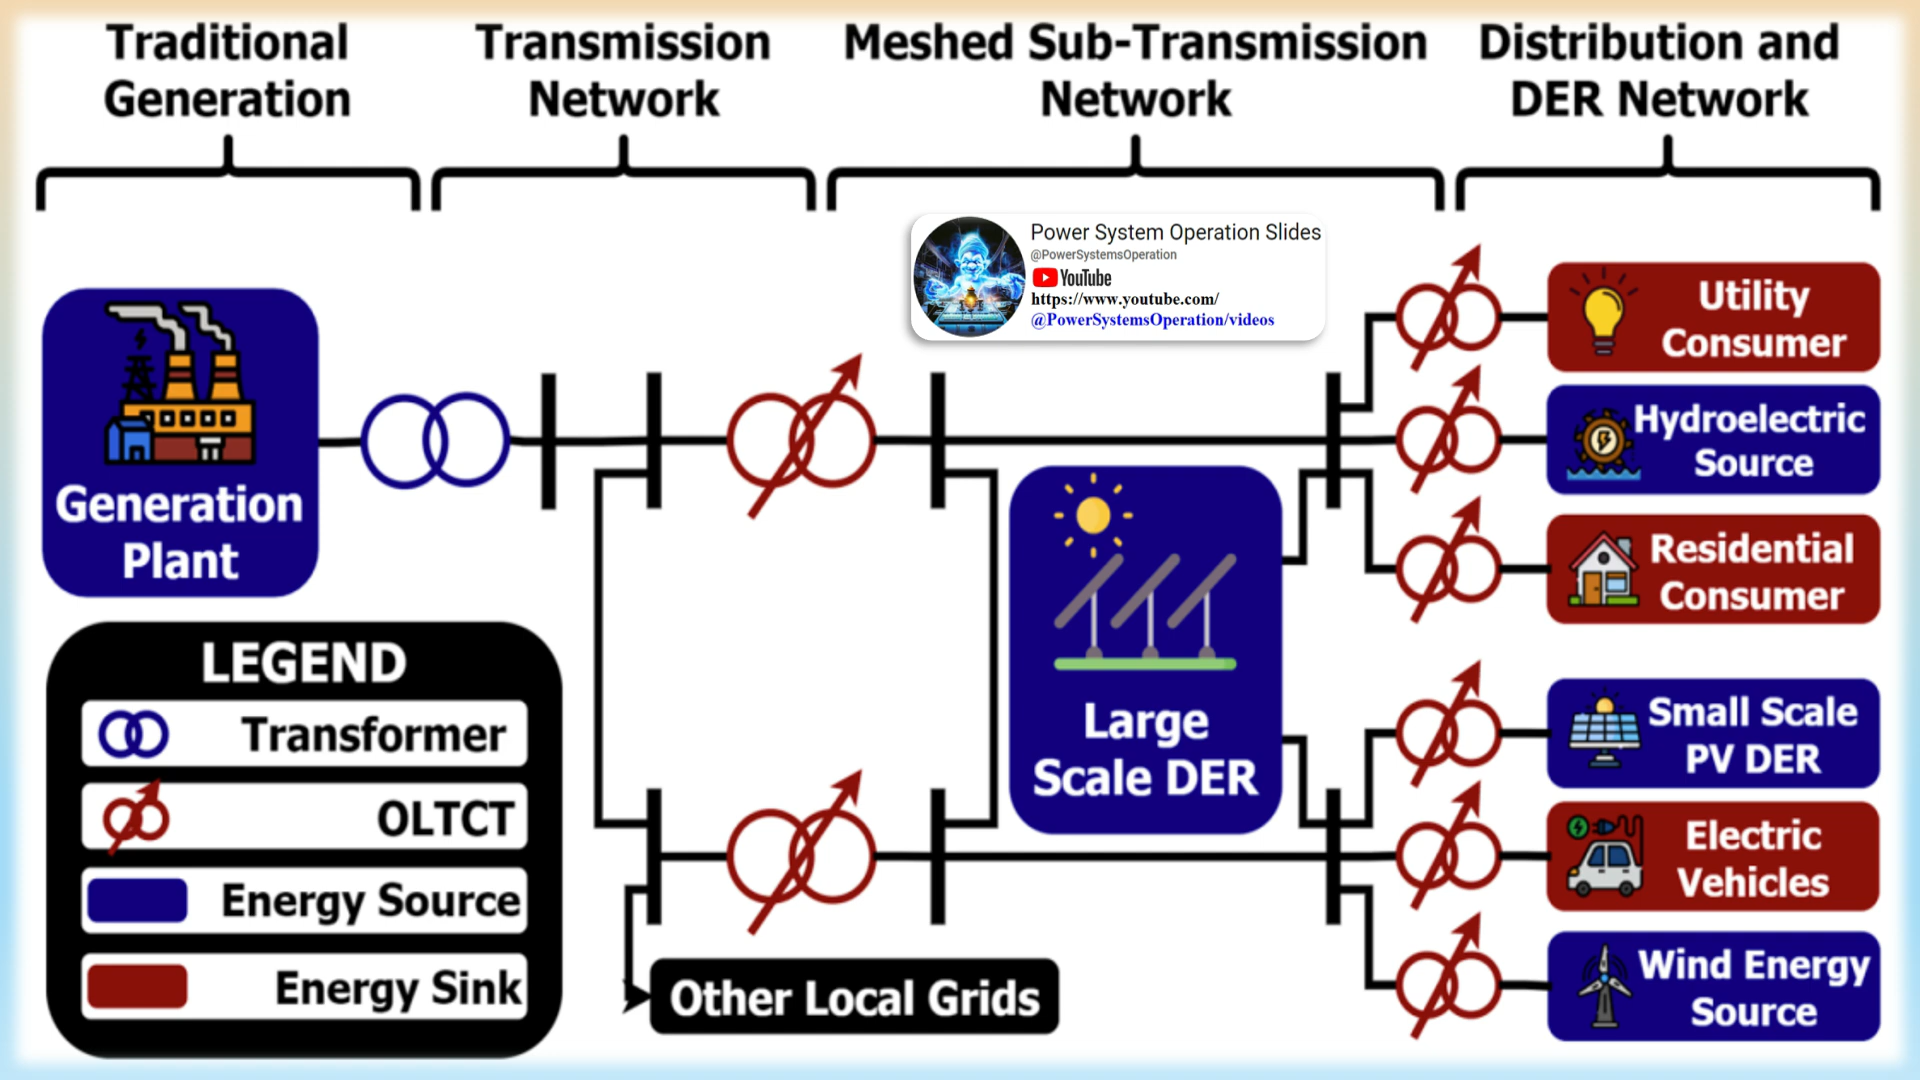 Traditional
Generation
Transmission
Network
Meshed Sub-Transmission
Network
Distribution and
DER Network
Power System Operation Slides
@PowerSystemsOperation
YouTube
https://www.youtube.com/
@PowerSystemsOperation/videos
Generation
Plant
Large
Scale DER
Utility
Consumer
Hydroelectric
Source
Residential
Consumer
Small Scale
PV DER
Electric
Vehicles
Wind Energy
Source
LEGEND
Transformer
OLTCT
Energy Source
Energy Sink
Other Local Grids